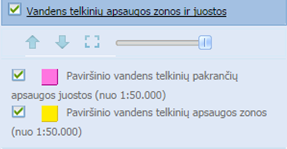 Vandens telkinių apsaugos zonos ir juostos
Paviršinio vandens telkinių pakrančių
apsaugos juostos (nuo 1:50.000)
Paviršinio vandens telkinių apsaugos zonos
(nuo 1:50.000)